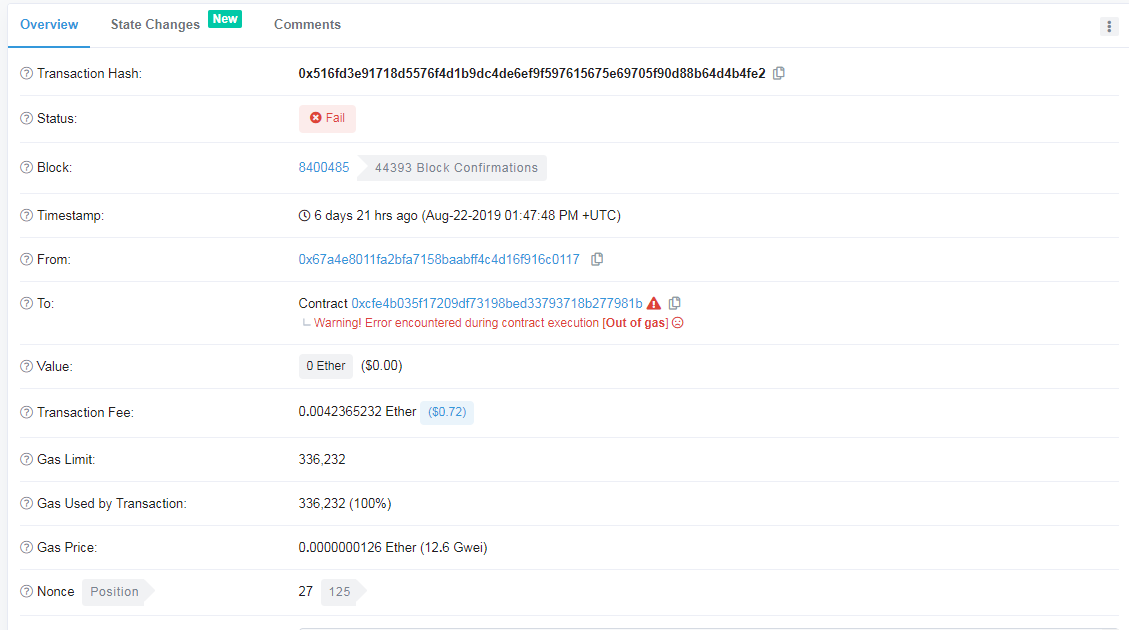 Overview State Changes New Comments
Transaction Hash: 0x516fd3e91718d5576f4d1b9dc4de6ef9f597615675e69705f90d88b64d4b4fe2
Status: Fail
Block: 8400485 44393 Block Confirmations
Timestamp: 6 days 21 hrs ago (Aug-22-2019 01:47:48 PM +UTC)
From: 0x67a4e8011fa2bfa7158baabff4c4d16f916c0117
To: Contract 0xcfe4b035f17209df73198bed33793718b277981b
Warning! Error encountered during contract execution [Out of gas]
Value: 0 Ether ($0.00)
Transaction Fee: 0.0042365232 Ether ($0.72)
Gas Limit: 336,232
Gas Used by Transaction: 336,232 (100%)
Gas Price: 0.0000000126 Ether (12.6 Gwei)
Nonce Position 27 125